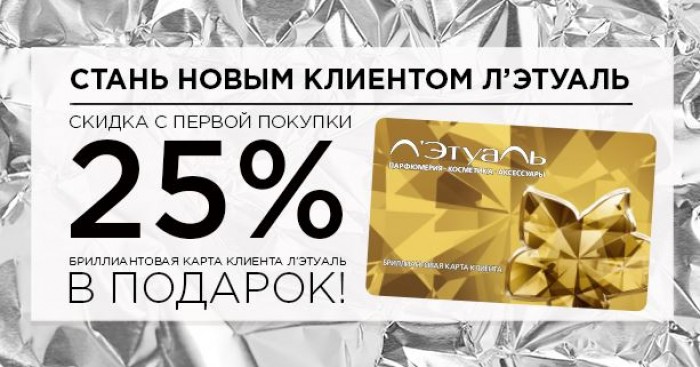 СТАНЬ НОВЫМ КЛИЕНТОМ Л'ЭТУАЛЬ
СКИДКА С ПЕРВОЙ ПОКУПКИ
25%
БРИЛЛИАНТОВАЯ КАРТА КЛИЕНТА Л'ЭТУАЛЬ
В ПОДАРОК!
Л'ЭтуаЛЬ
ПАРФЮМЕРИЯ·КОСМЕТИКА·АКСЕССУАРЫ
БРИЛЛИАНТОВАЯ КАРТА КЛИЕНТА